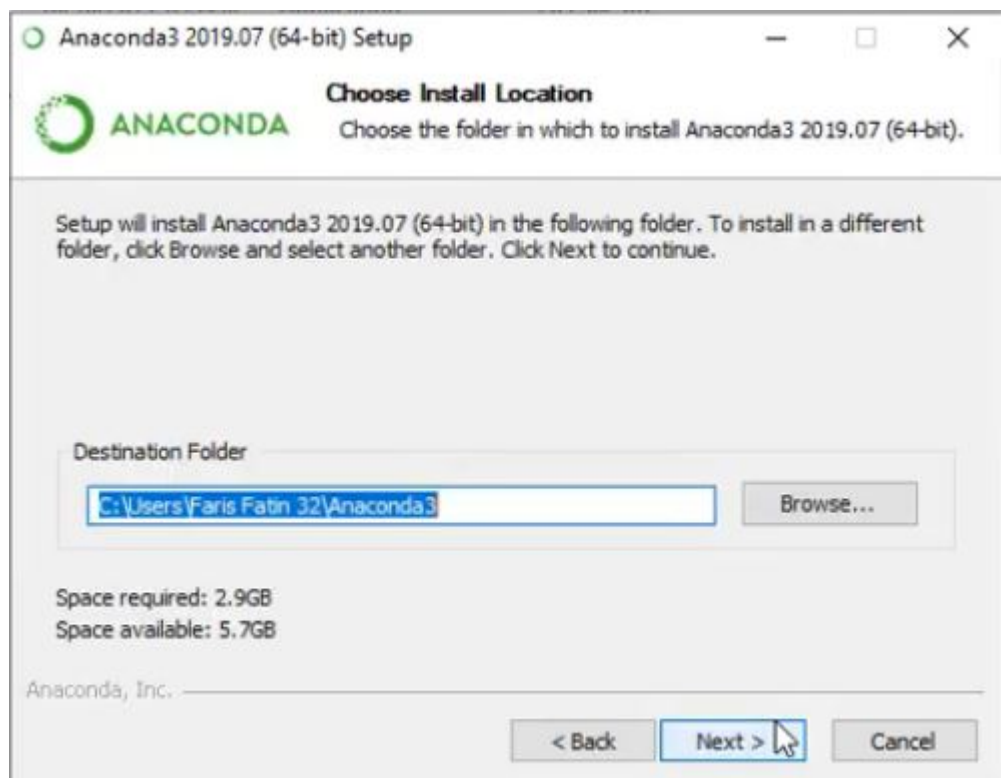 Anaconda3 2019.07 (64-bit) Setup
ANACONDA
Choose Install Location
Choose the folder in which to install Anaconda3 2019.07 (64-bit).
Setup will install Anaconda3 2019.07 (64-bit) in the following folder. To install in a different
folder, click Browse and select another folder. Click Next to continue.
Destination Folder
C:\Users\Faris Fatin 32\Anaconda3
Browse...
Space required: 2.9GB
Space available: 5.7GB
Anaconda, Inc.
< Back
Next >
Cancel